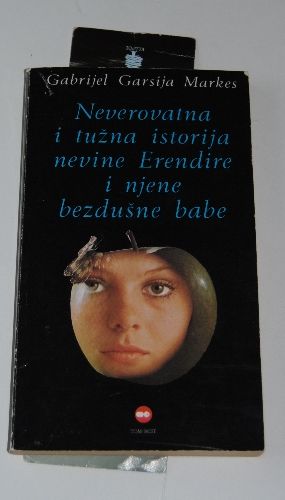 Gabrijel Garsija Markes
Neverovatna
i tužna istorija
nevine Erendire
i njene
bezdušne babe